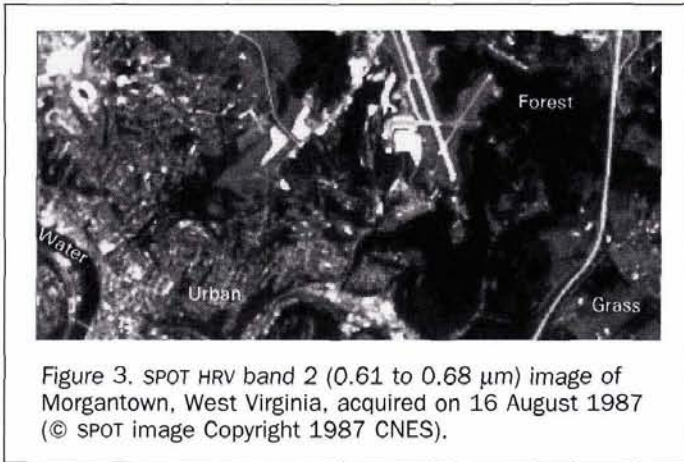 Forest
Water
Urban
Grass
Figure 3. SPOT HRV band 2 (0.61 to 0.68 μm) image of
Morgantown, West Virginia, acquired on 16 August 1987
(© SPOT image Copyright 1987 CNES).